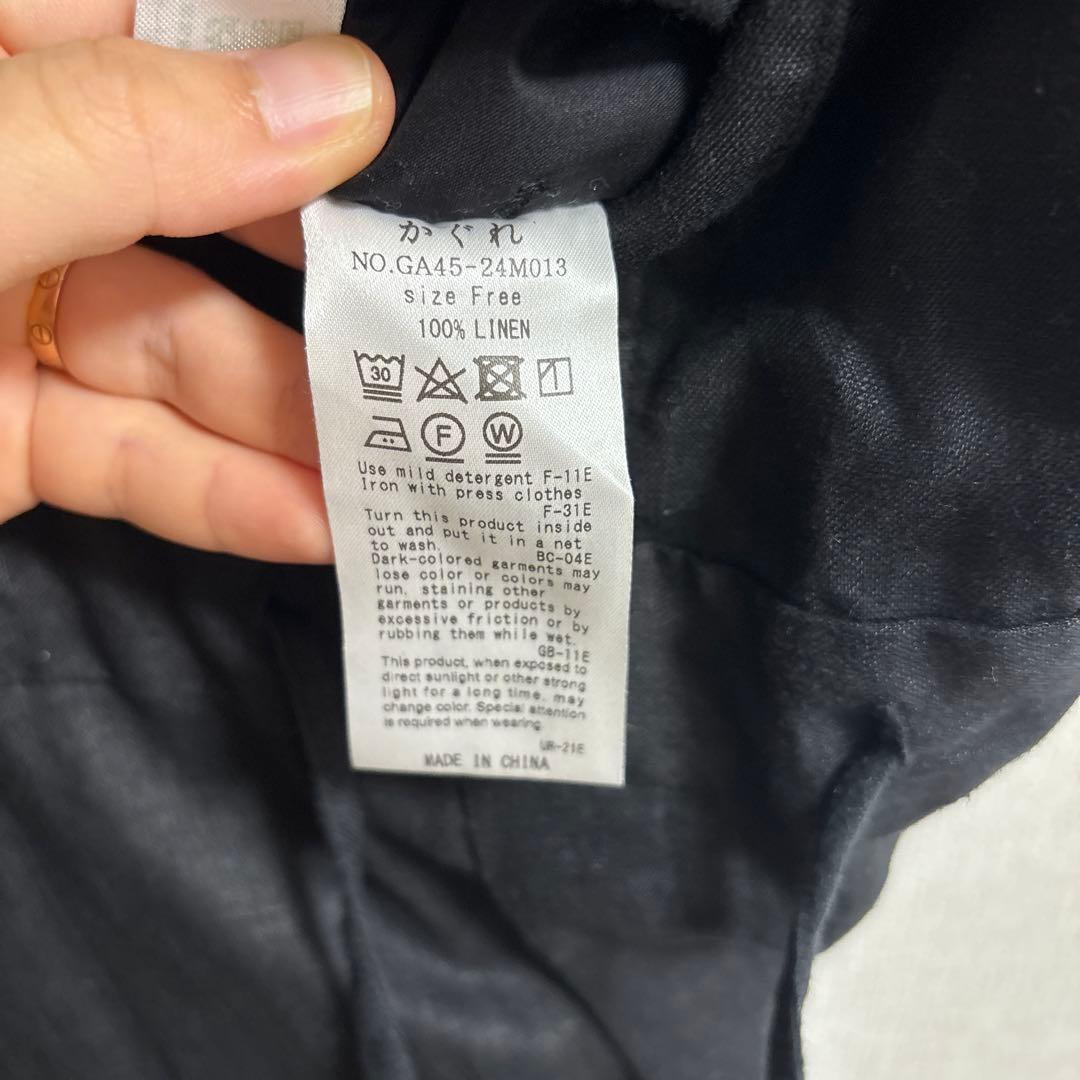 かぐれ
NO.GA45-24M013
size Free
100% LINEN
30
F W
Use mild detergent F-11E
Iron with press clothes
F-31E
Turn this product inside
out and put it in a net
to wash. BC-04E
Dark-colored garments may
lose color or colors may
run, staining other
garments or products by
excessive friction or by
rubbing them while wet.
GB-11E
This product, when exposed to
direct sunlight or other strong
light for a long time, may
change color. Special attention
is required when wearing.
MADE IN CHINA